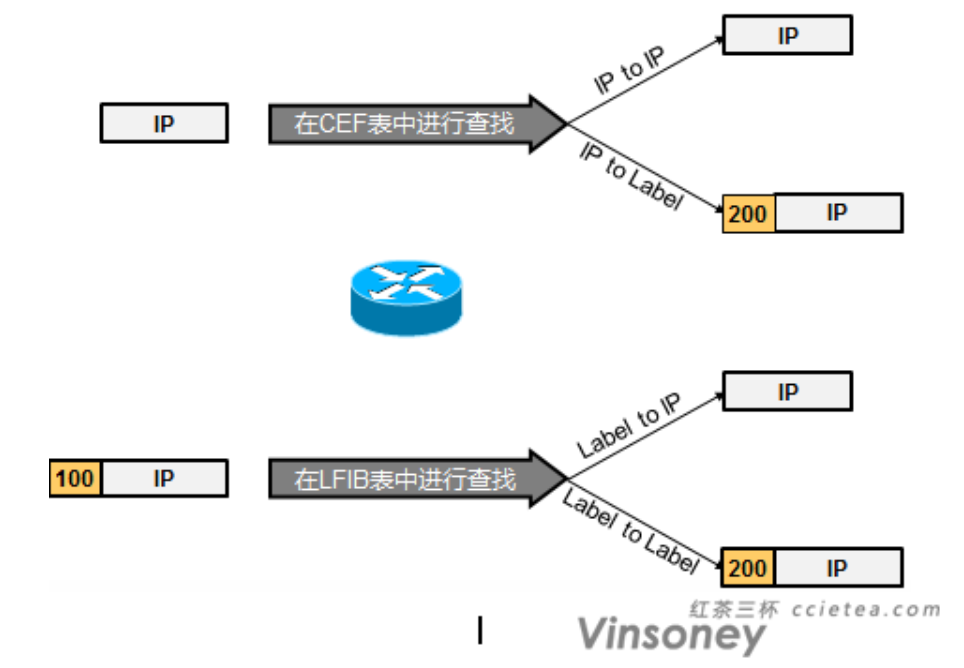 IP
IP to IP
IP
在CEF表中进行查找
IP to Label
200 IP
IP
Label to IP
100 IP
在LFIB表中进行查找
Label to Label
200 IP
红茶三杯 ccietea.com
Vinsoney